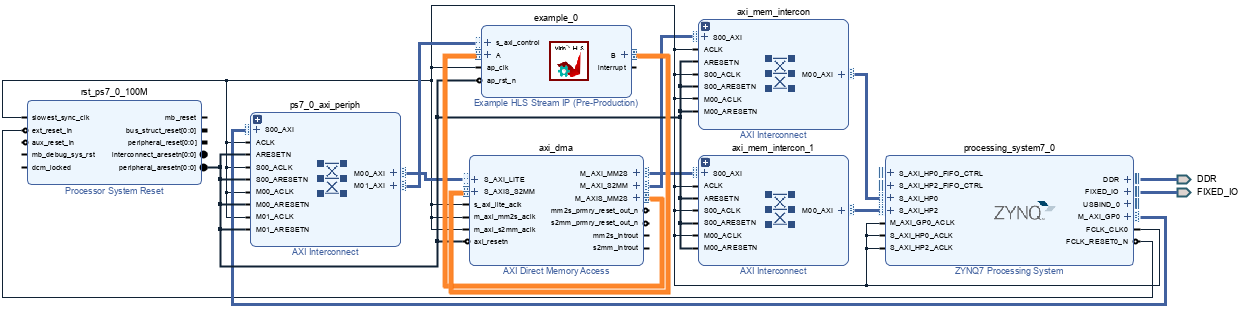 rst_ps7_0_100M
slowest_sync_clk
ext_reset_in
aux_reset_in
mb_debug_sys_rst
dcm_locked
mb_reset
bus_struct_reset[0:0]
peripheral_reset[0:0]
interconnect_aresetn[0:0]
peripheral_aresetn[0:0]
Processor System Reset
ps7_0_axi_periph
S00_AXI
ACLK
ARESETN
S00_ACLK
S00_ARESETN
M00_ACLK
M00_ARESETN
M01_ACLK
M01_ARESETN
M00_AXI
M01_AXI
AXI Interconnect
example_0
s_axi_control
A
ap_clk
ap_rst_n
HLS
B
interrupt
Example HLS Stream IP (Pre-Production)
axi_dma
S_AXI_LITE
S_AXIS_S2MM
s_axi_lite_aclk
m_axi_mm2s_aclk
m_axi_s2mm_aclk
axi_resetn
M_AXI_MM2S
M_AXI_S2MM
M_AXIS_MM2S
mm2s_prmry_reset_out_n
s2mm_prmry_reset_out_n
mm2s_introut
s2mm_introut
AXI Direct Memory Access
axi_mem_intercon
S00_AXI
ACLK
ARESETN
S00_ACLK
S00_ARESETN
M00_ACLK
M00_ARESETN
M00_AXI
AXI Interconnect
axi_mem_intercon_1
S00_AXI
ACLK
ARESETN
S00_ACLK
S00_ARESETN
M00_ACLK
M00_ARESETN
M00_AXI
AXI Interconnect
processing_system7_0
S_AXI_HP0_FIFO_CTRL
S_AXI_HP2_FIFO_CTRL
S_AXI_HP0
S_AXI_HP2
M_AXI_GP0_ACLK
S_AXI_HP0_ACLK
S_AXI_HP2_ACLK
ZYNQ
DDR
FIXED_IO
USBIND_0
M_AXI_GP0
FCLK_CLK0
FCLK_RESET0_N
ZYNQ7 Processing System
DDR
FIXED_IO